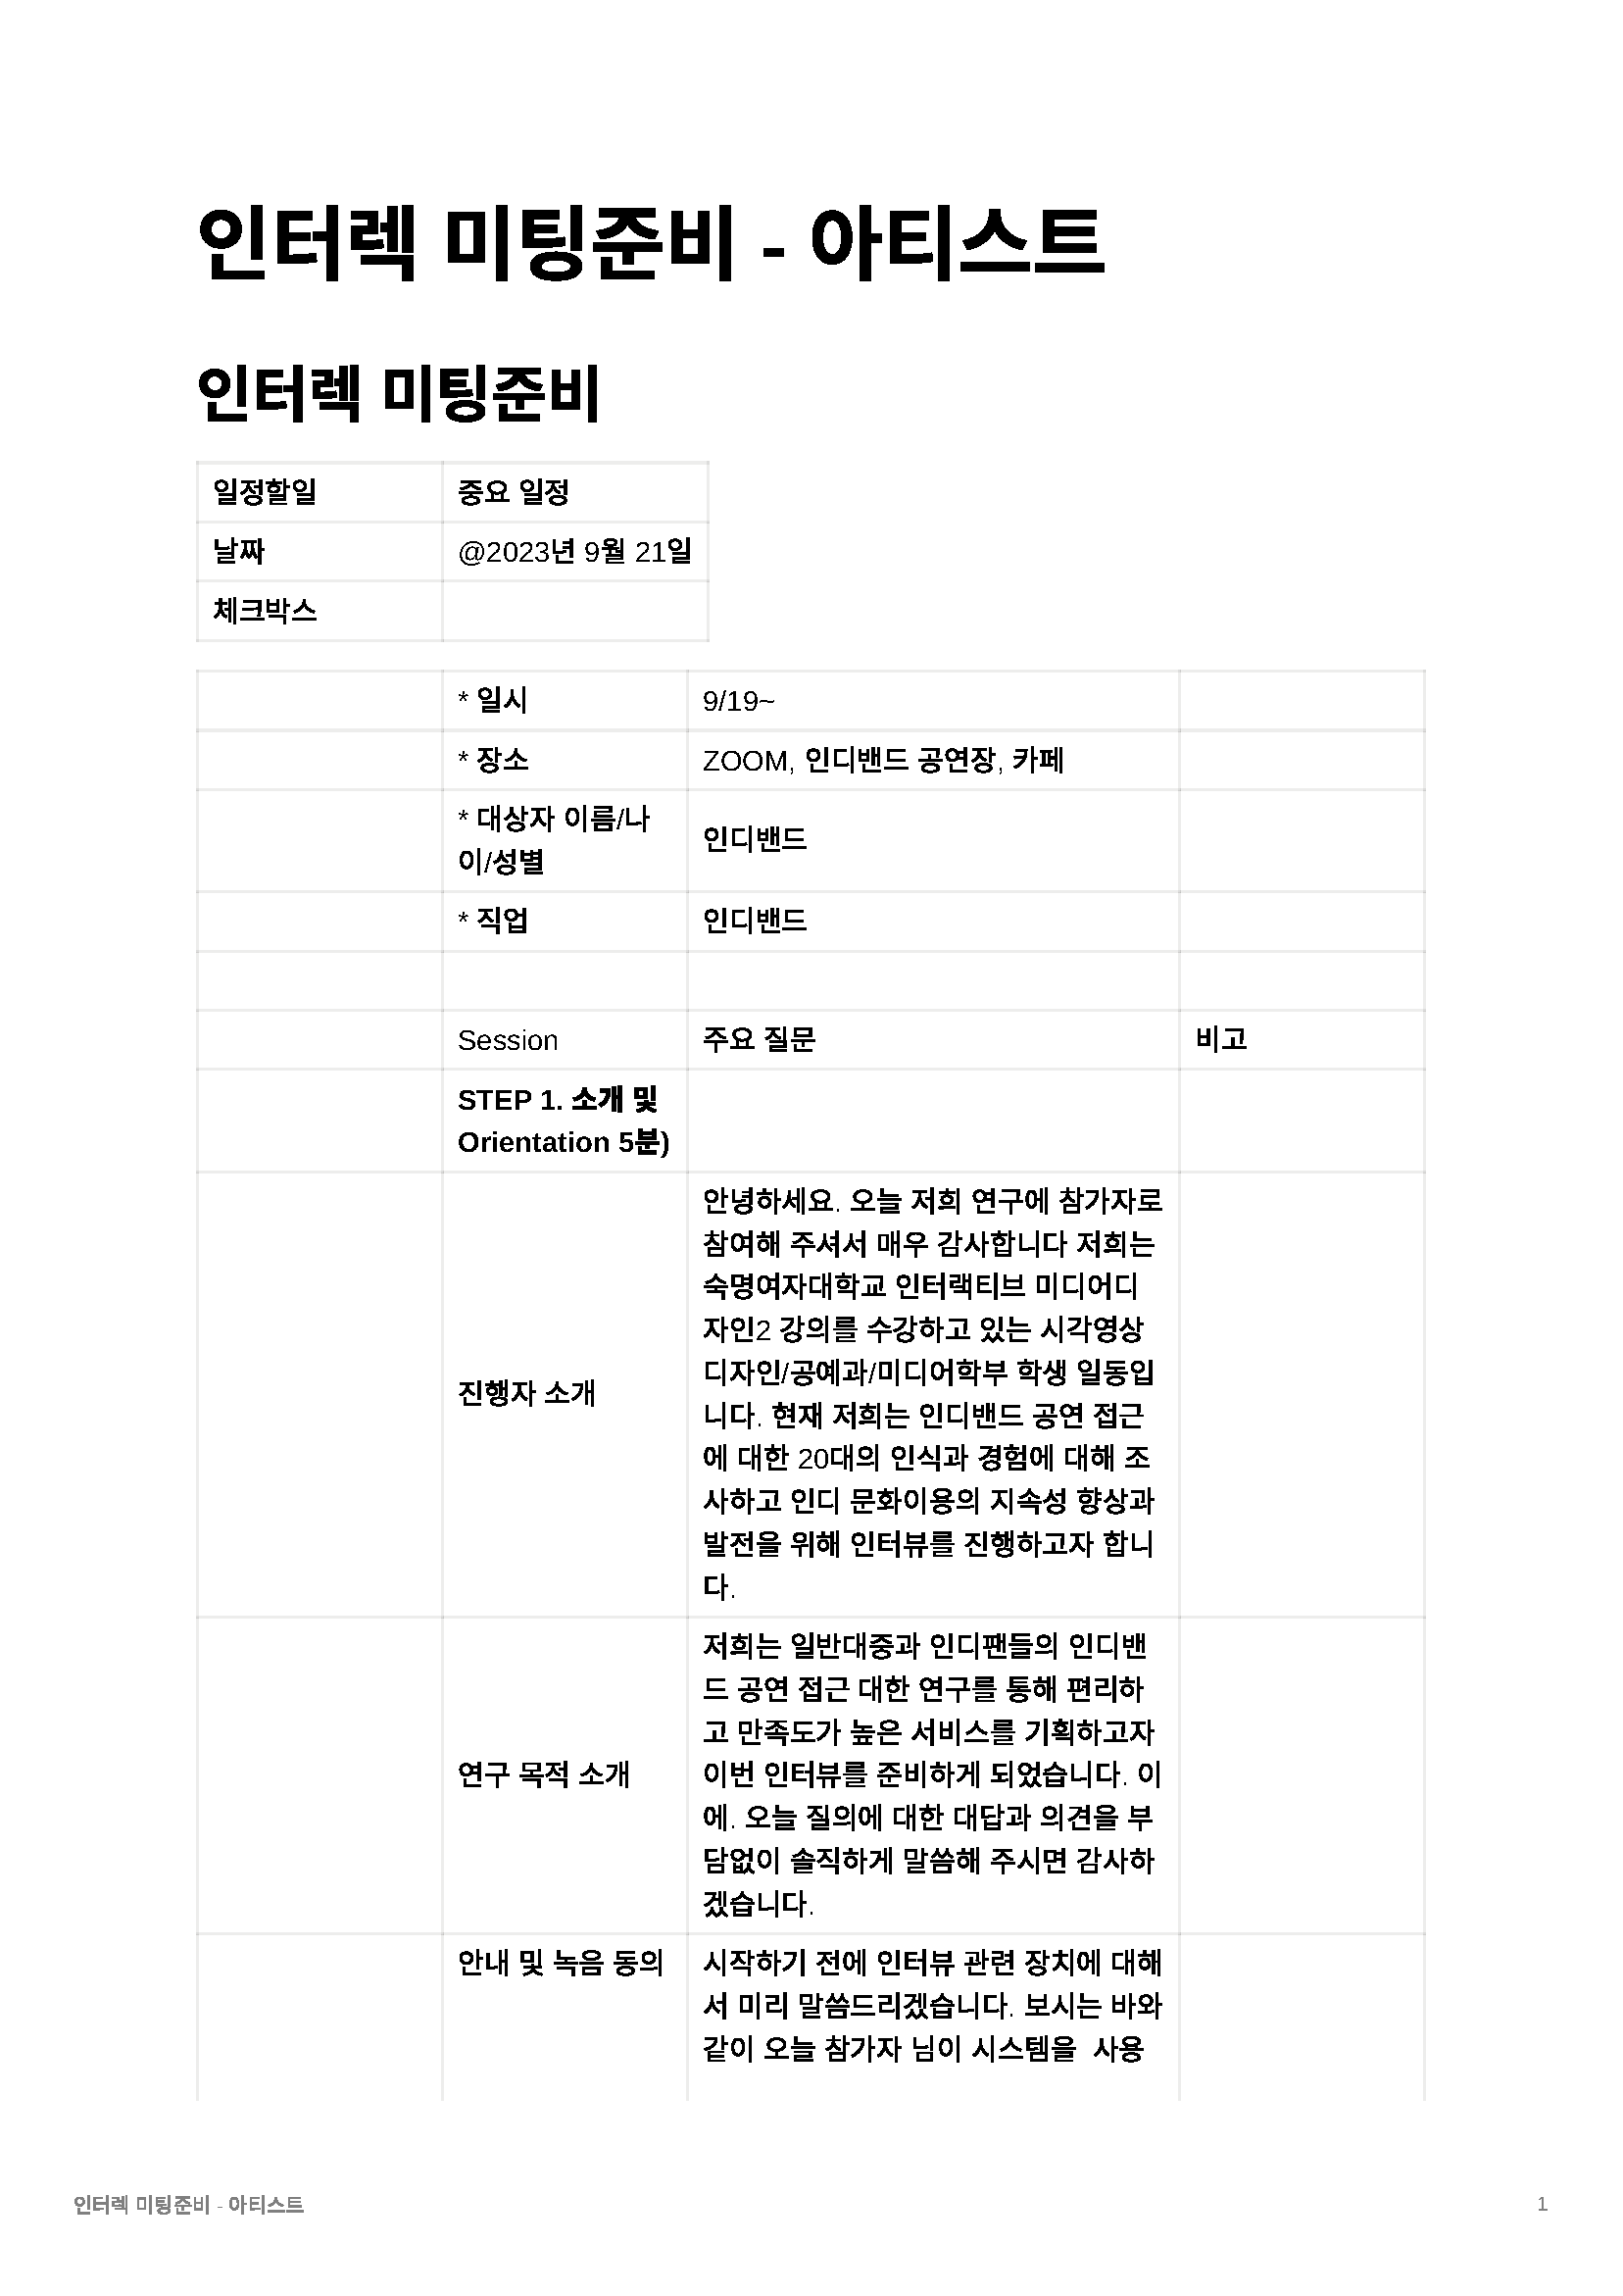 인터렉 미팅준비 - 아티스트
인터렉 미팅준비
일정할일 중요 일정
날짜 @2023년 9월 21일
체크박스
* 일시 9/19~
* 장소 ZOOM, 인디밴드 공연장, 카페
* 대상자 이름/나
이/성별
인디밴드
* 직업 인디밴드
Session 주요 질문 비고
STEP 1. 소개 및
Orientation 5분)
진행자 소개
안녕하세요. 오늘 저희 연구에 참가자로
참여해 주셔서 매우 감사합니다 저희는
숙명여자대학교 인터랙티브 미디어디
자인2 강의를 수강하고 있는 시각영상
디자인/공예과/미디어학부 학생 일동입
니다. 현재 저희는 인디밴드 공연 접근
에 대한 20대의 인식과 경험에 대해 조
사하고 인디 문화이용의 지속성 향상과
발전을 위해 인터뷰를 진행하고자 합니
다.
연구 목적 소개
저희는 일반대중과 인디팬들의 인디밴
드 공연 접근 대한 연구를 통해 편리하
고 만족도가 높은 서비스를 기획하고자
이번 인터뷰를 준비하게 되었습니다. 이
에. 오늘 질의에 대한 대답과 의견을 부
담없이 솔직하게 말씀해 주시면 감사하
겠습니다.
안내 및 녹음 동의
시작하기 전에 인터뷰 관련 장치에 대해
서 미리 말씀드리겠습니다. 보시는 바와
같이 오늘 참가자 님이 시스템을  사용
인터렉 미팅준비 - 아티스트 1